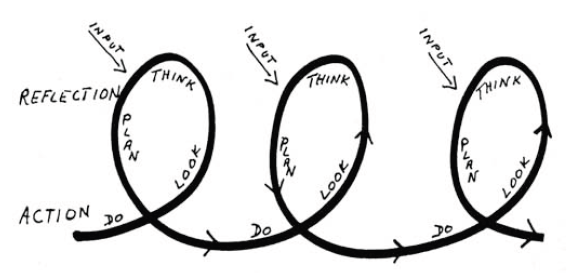 INPUT
INPUT
INPUT
THINK
THINK
THINK
REFLECTION
PLAN
PLAN
PLAN
LOOK
LOOK
LOOK
ACTION
DO
DO
DO